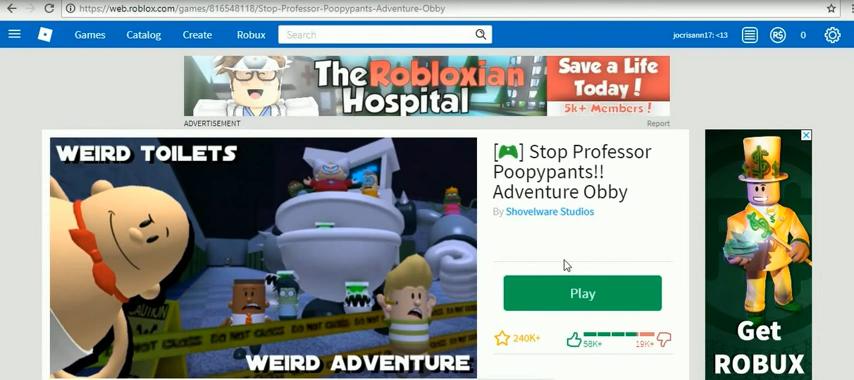 https://web.roblox.com/games/816548118/Stop-Professor-Poopypants-Adventure-Obby
Games
Catalog
Create
Robux
Search
jocrisann17: <13
R$
0
The Robloxian
Hospital
Save a Life
Today!
5k+ Members!
ADVERTISEMENT
Report
WEIRD TOILETS
CAUTION
WEIRD ADVENTURE
[🎮] Stop Professor
Poopypants!!
Adventure Obby
By Shovelware Studios
Play
240K+
58K+
19K+
Get
ROBUX